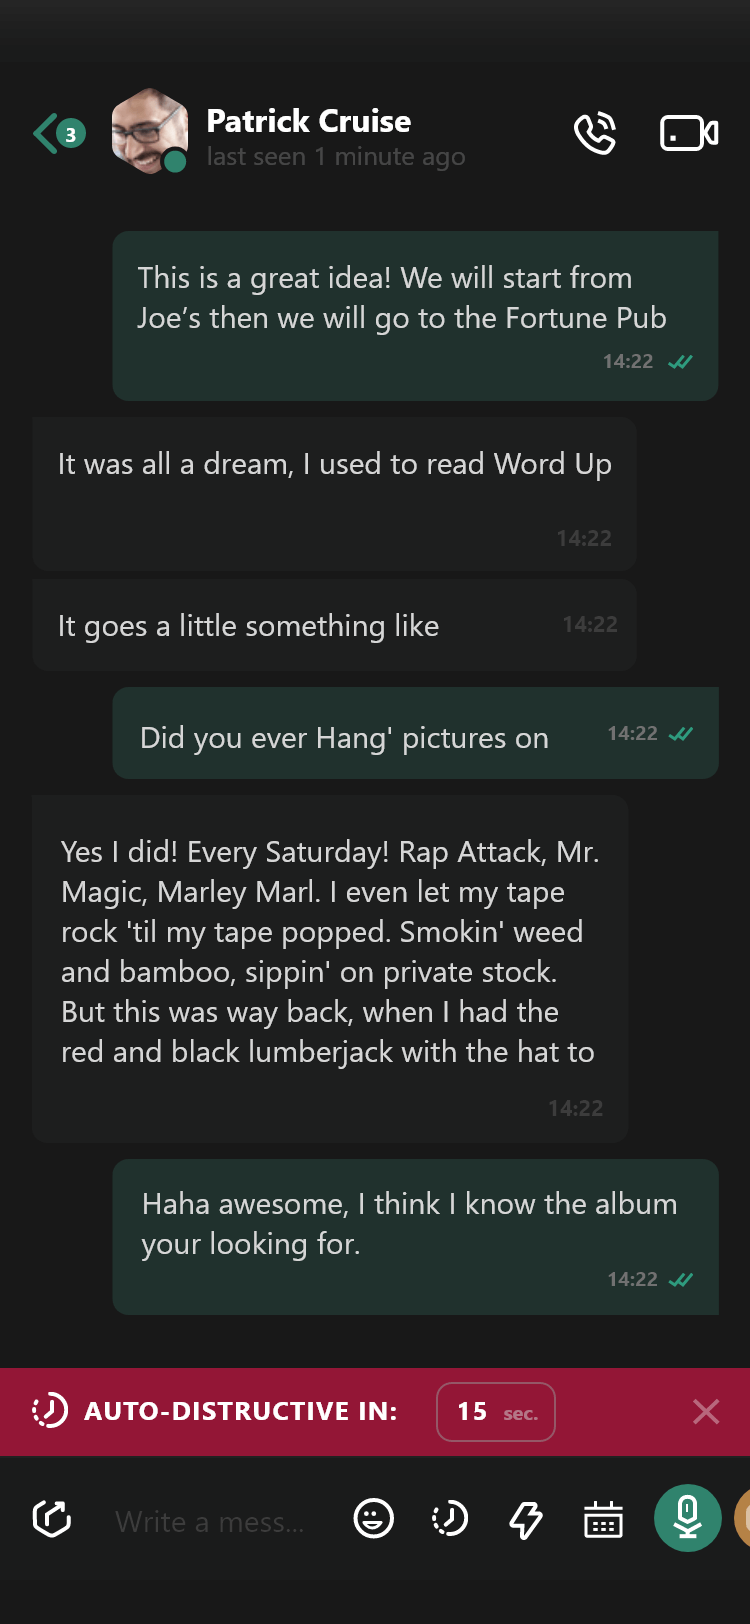 3
Patrick Cruise
last seen 1 minute ago
This is a great idea! We will start from
Joe’s then we will go to the Fortune Pub
14:22
It was all a dream, I used to read Word Up
14:22
It goes a little something like
14:22
Did you ever Hang' pictures on
14:22
Yes I did! Every Saturday! Rap Attack, Mr.
Magic, Marley Marl. I even let my tape
rock 'til my tape popped. Smokin' weed
and bamboo, sippin' on private stock.
But this was way back, when I had the
red and black lumberjack with the hat to
14:22
Haha awesome, I think I know the album
your looking for.
14:22
AUTO-DISTRUCTIVE IN: 15 sec.
Write a mess...